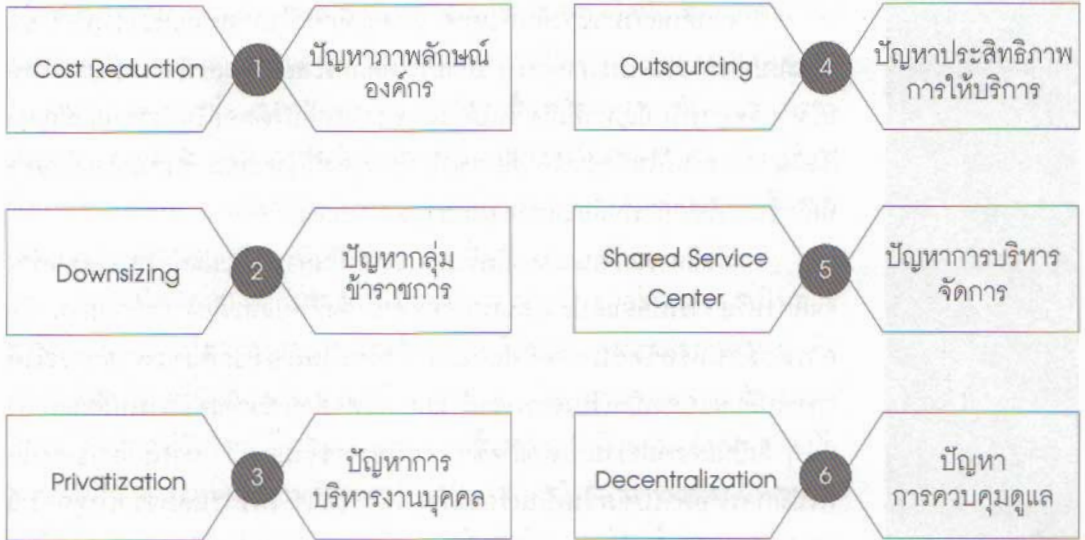 Cost Reduction
1
ปัญหาภาพลักษณ์
องค์กร
Downsizing
2
ปัญหากลุ่ม
ข้าราชการ
Privatization
3
ปัญหาการ
บริหารงานบุคคล
Outsourcing
4
ปัญหาประสิทธิภาพ
การให้บริการ
Shared Service
Center
5
ปัญหาการบริหาร
จัดการ
Decentralization
6
ปัญหา
การควบคุมดูแล